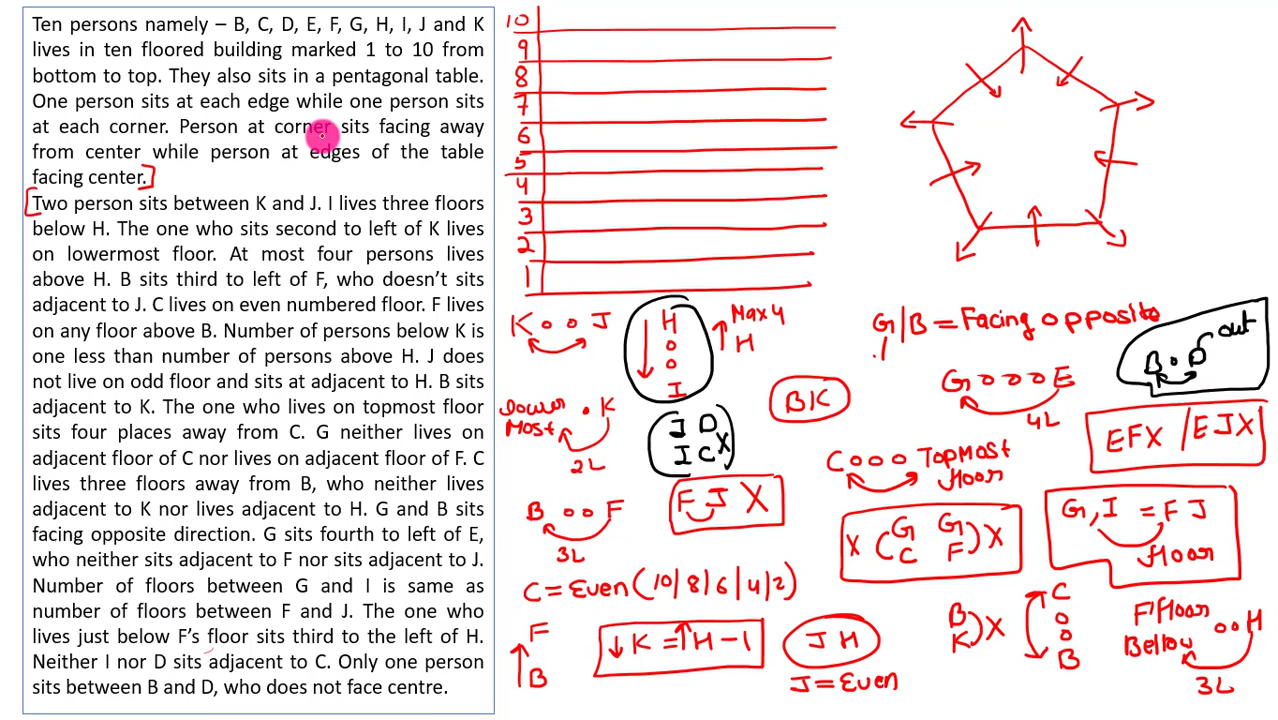 Ten persons namely – B, C, D, E, F, G, H, I, J and K
lives in ten floored building marked 1 to 10 from
bottom to top. They also sits in a pentagonal table.
One person sits at each edge while one person sits
at each corner. Person at corner sits facing away
from center while person at edges of the table
facing center.]
[Two person sits between K and J. I lives three floors
below H. The one who sits second to left of K lives
on lowermost floor. At most four persons lives
above H. B sits third to left of F, who doesn't sits
adjacent to J. C lives on even numbered floor. F lives
on any floor above B. Number of persons below K is
one less than number of persons above H. J does
not live on odd floor and sits at adjacent to H. B sits
adjacent to K. The one who lives on topmost floor
sits four places away from C. G neither lives on
adjacent floor of C nor lives on adjacent floor of F. C
lives three floors away from B, who neither lives
adjacent to K nor lives adjacent to H. G and B sits
facing opposite direction. G sits fourth to left of E,
who neither sits adjacent to F nor sits adjacent to J.
Number of floors between G and I is same as
number of floors between F and J. The one who
lives just below F's floor sits third to the left of H.
Neither I nor D sits adjacent to C. Only one person
sits between B and D, who does not face centre.
10
9
8
7
6
5
4
3
2
1
K o o J
H
o
o
I
Max 4
H
lower most . K
2L
I D
I C X
BK
B o o F
3L
F J X
C = Even (10/8/6/4/2)
F
B
↓K = ↑H - 1
J H
J = Even
G/B = Facing opposite
B . D out
G o o o E
4L
EFX / EJX
C o o o TopMost floor
X (G G) X
C F
G, I = F J
floor
B
K ) X
C
o
o
B
F floor
Bellow o o H
3L